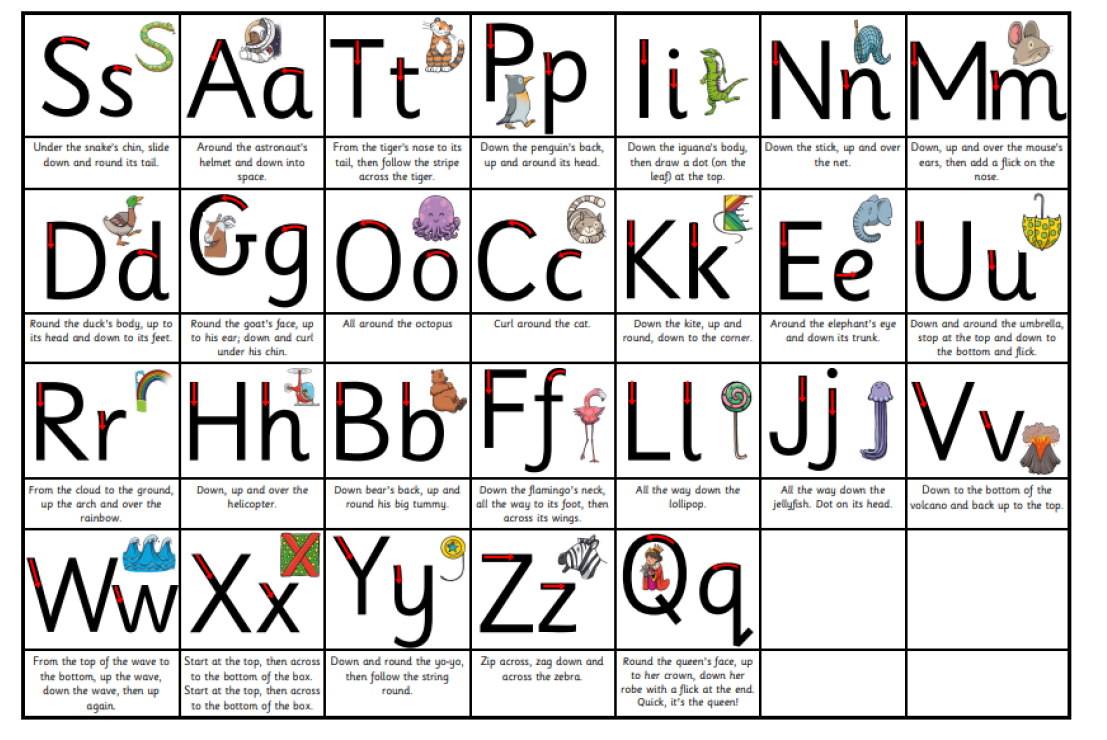 Ss Aa Tt Pp Ii Nn Mm
Under the snake's chin, slide
down and round its tail.
Around the astronaut's
helmet and down into
space.
From the tiger's nose to its
tail, then follow the stripe
across the tiger.
Down the penguin's back,
up and around its head.
Down the iguana's body,
then draw a dot (on the
leaf) at the top.
Down the stick, up and over
the net.
Down, up and over the mouse's
ears, then add a flick on the
nose.
Dd Gg Oo Cc Kk Ee Uu
Round the duck's body, up to
its head and down to its feet.
Round the goat's face, up
to his ear; down and curl
under his chin.
All around the octopus
Curl around the cat.
Down the kite, up and
round, down to the corner.
Around the elephant's eye
and down its trunk.
Down and around the umbrella,
stop at the top and down to
the bottom and flick.
Rr Hh Bb Ff Ll Jj Vv
From the cloud to the ground,
up the arch and over the
rainbow.
Down, up and over the
helicopter.
Down bear's back, up and
round his big tummy.
Down the flamingo's neck,
all the way to its foot, then
across its wings.
All the way down the
lollipop.
All the way down the
jellyfish. Dot on its head.
Down to the bottom of the
volcano and back up to the top.
Ww Xx Yy Zz Qq
From the top of the wave to
the bottom, up the wave,
down the wave, then up
again.
Start at the top, then across
to the bottom of the box.
Start at the top, then across
to the bottom of the box.
Down and round the yo-yo,
then follow the string
round.
Zip across, zag down and
across the zebra.
Round the queen's face, up
to her crown, down her
robe with a flick at the end.
Quick, it's the queen!